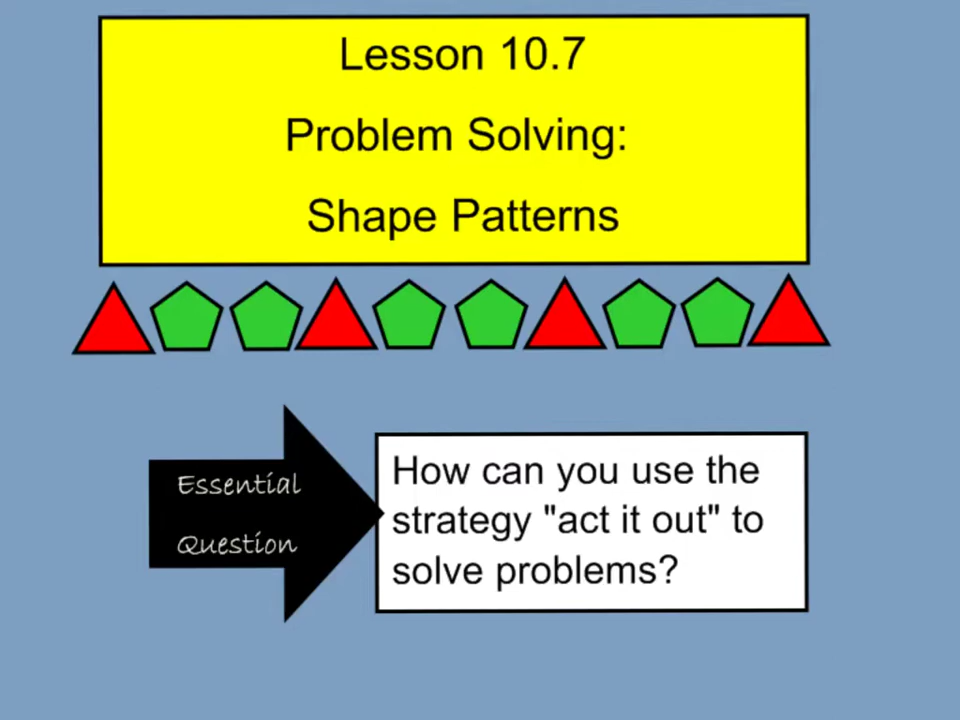 Lesson 10.7
Problem Solving:
Shape Patterns
Essential
Question
How can you use the
strategy "act it out" to
solve problems?